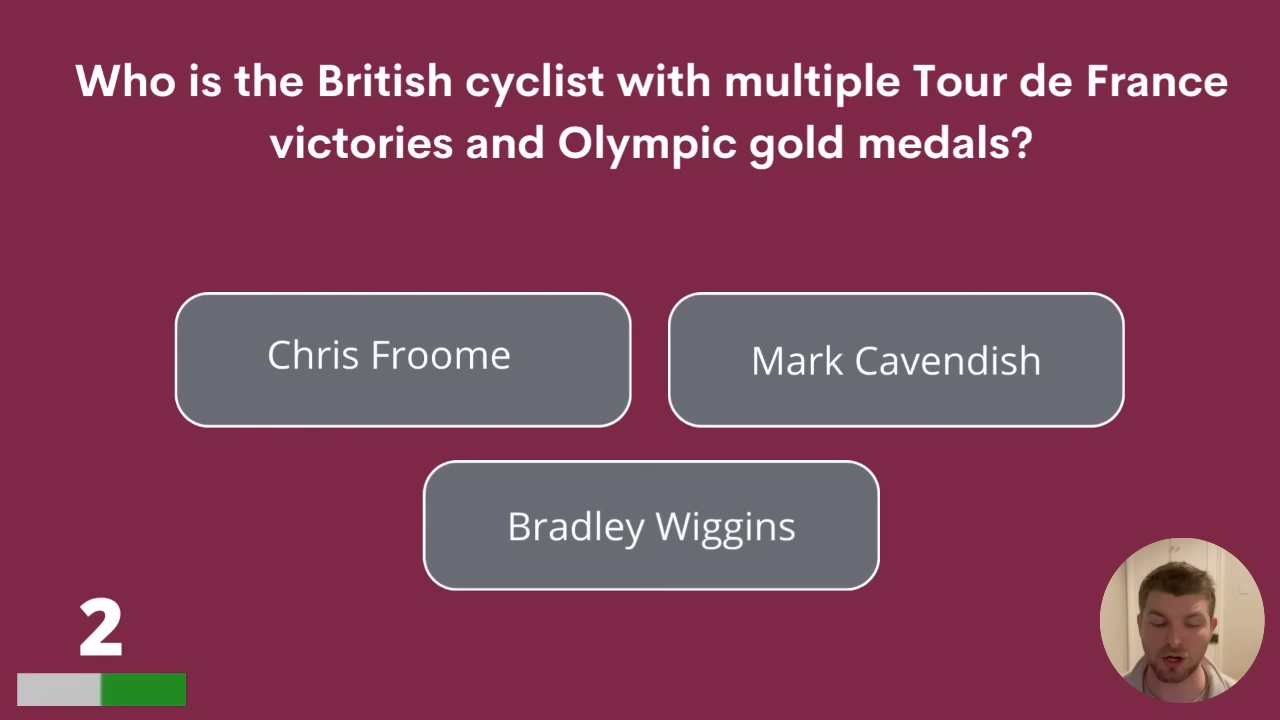 Who is the British cyclist with multiple Tour de France
victories and Olympic gold medals?
Chris Froome
Mark Cavendish
Bradley Wiggins
2